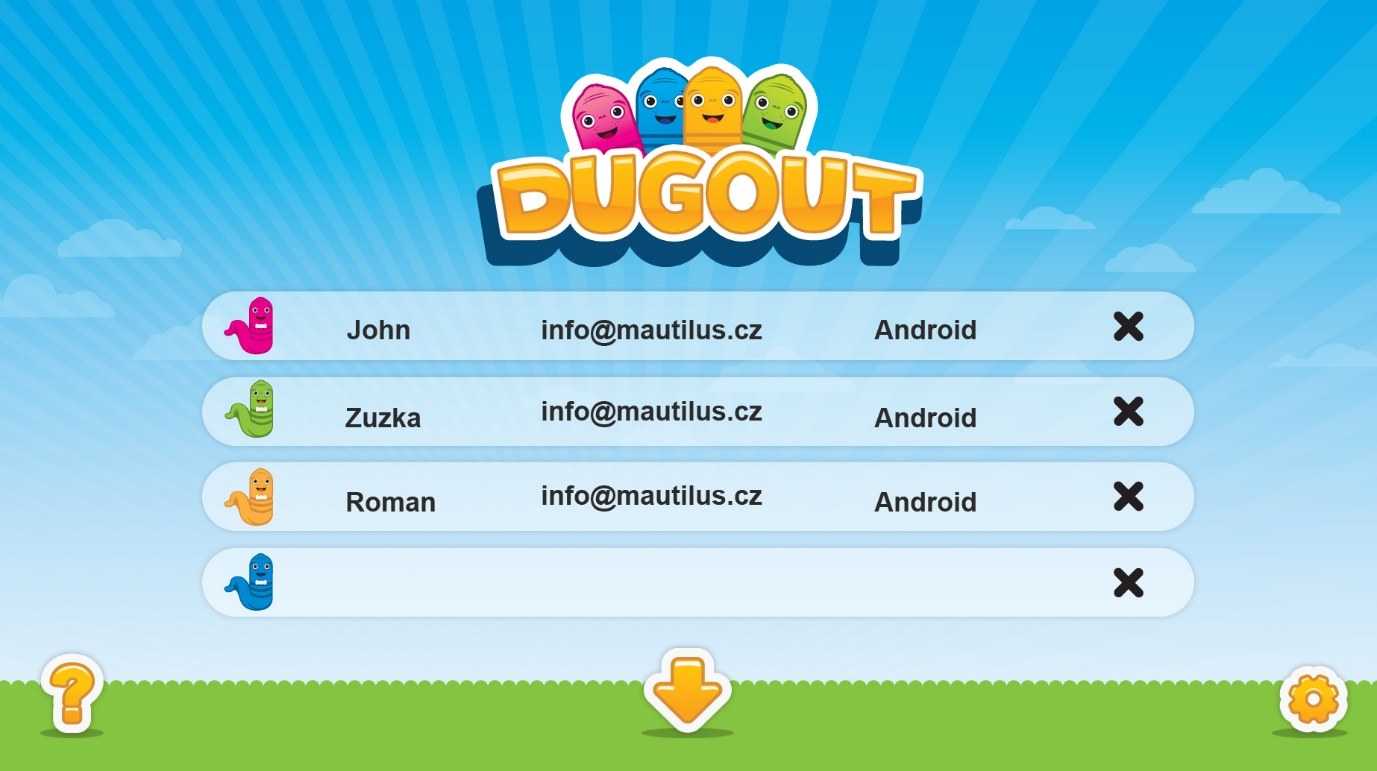 DUGOUT
John info@mautilus.cz Android
Zuzka info@mautilus.cz Android
Roman info@mautilus.cz Android
?